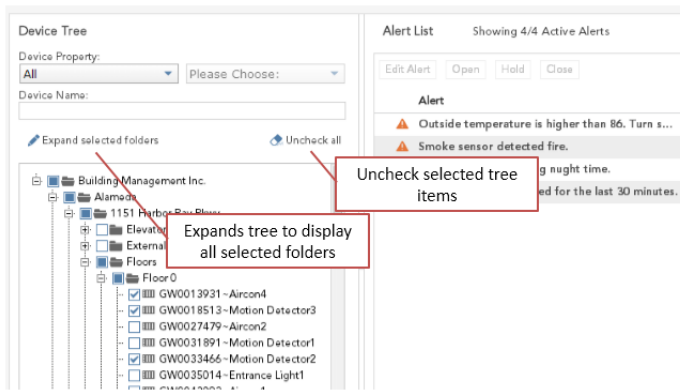 Device Tree
Device Property:
All
Please Choose:
Device Name:
Expand selected folders
Uncheck all
Building Management Inc.
Alameda
1151 Harbor Bay Pkwy
Elevato
External
Floors
Floor 0
GW0013931~Aircon4
GW0018513~Motion Detector3
GW0027479~Aircon2
GW0031891~Motion Detector1
GW0033466~Motion Detector2
GW0035014~Entrance Light1
Expands tree to display
all selected folders
Uncheck selected tree
items
Alert List
Showing 4/4 Active Alerts
Edit Alert
Open
Hold
Close
Alert
Outside temperature is higher than 86. Turn s...
Smoke sensor detected fire.
g nught time.
ed for the last 30 minutes.